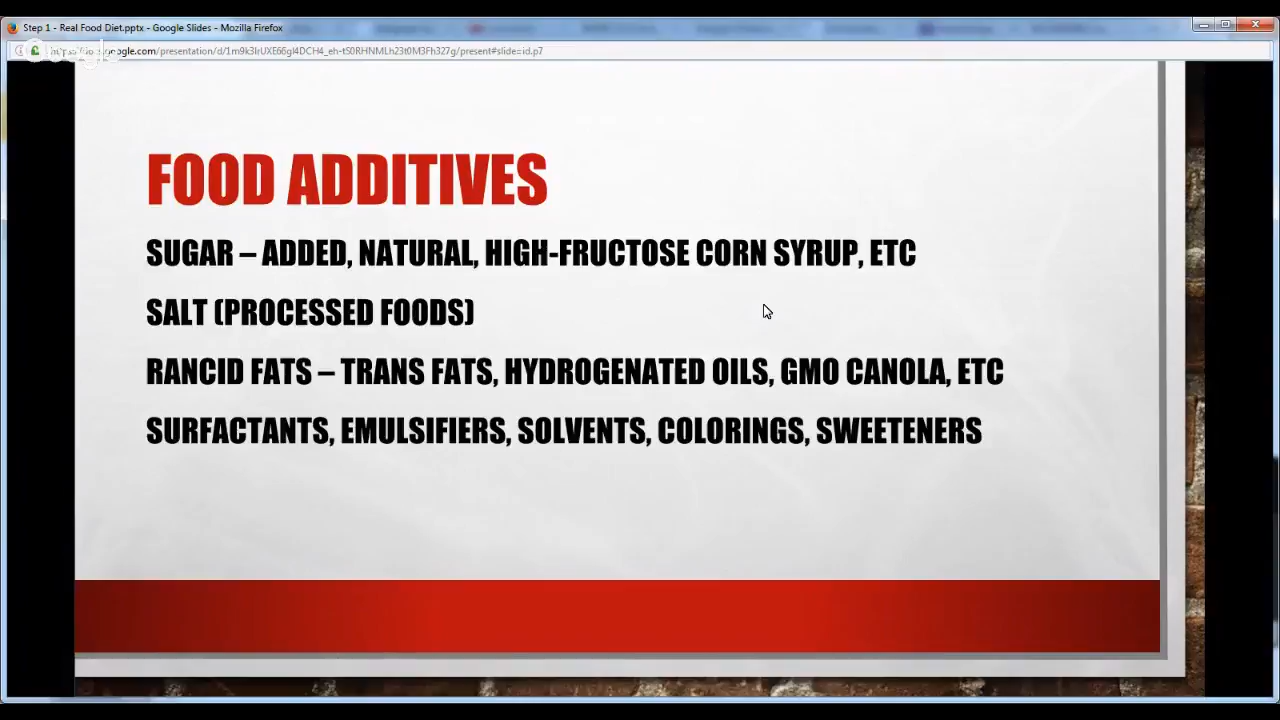 Step 1 - Real Food Diet.pptx - Google Slides - Mozilla Firefox
Google
FOOD ADDITIVES
SUGAR – ADDED, NATURAL, HIGH-FRUCTOSE CORN SYRUP, ETC
SALT (PROCESSED FOODS)
RANCID FATS – TRANS FATS, HYDROGENATED OILS, GMO CANOLA, ETC
SURFACTANTS, EMULSIFIERS, SOLVENTS, COLORINGS, SWEETENERS